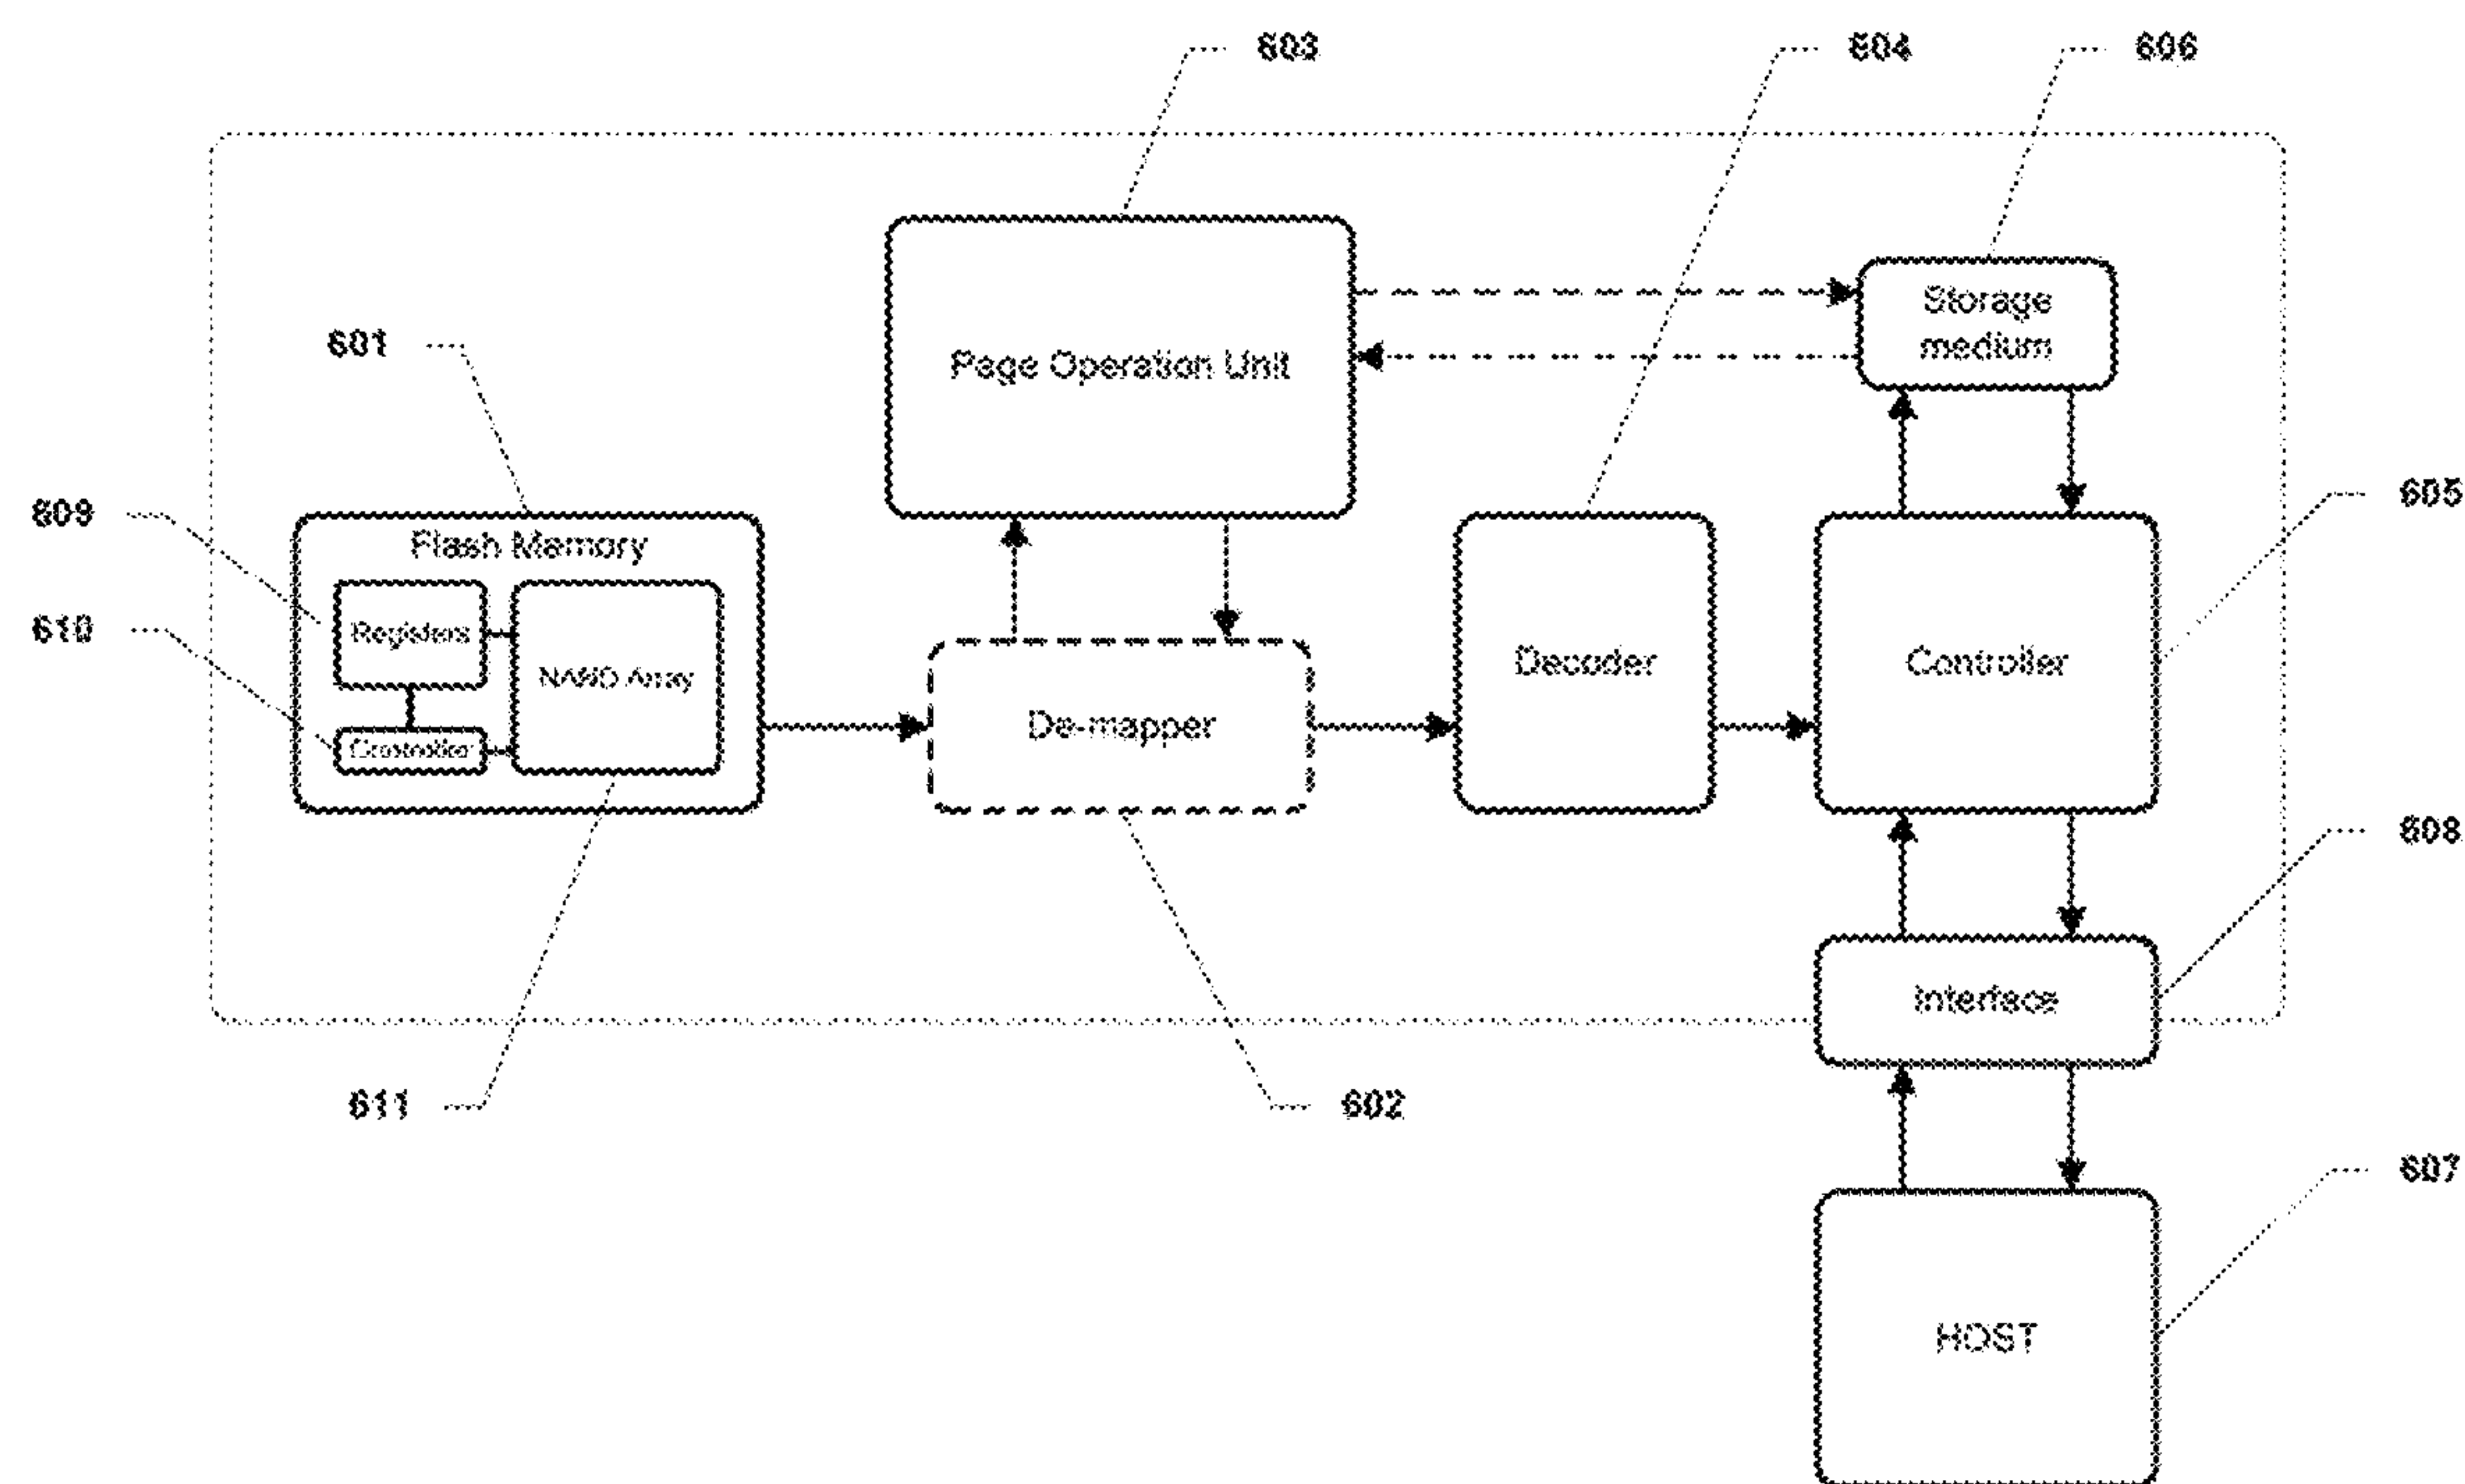 603
604
606
Storage
medium
Page Operation Unit
601
605
609
Flash Memory
Registers
610
NAND Array
Decoder
Controller
De-mapper
Controller
608
Interface
611
602
607
HOST